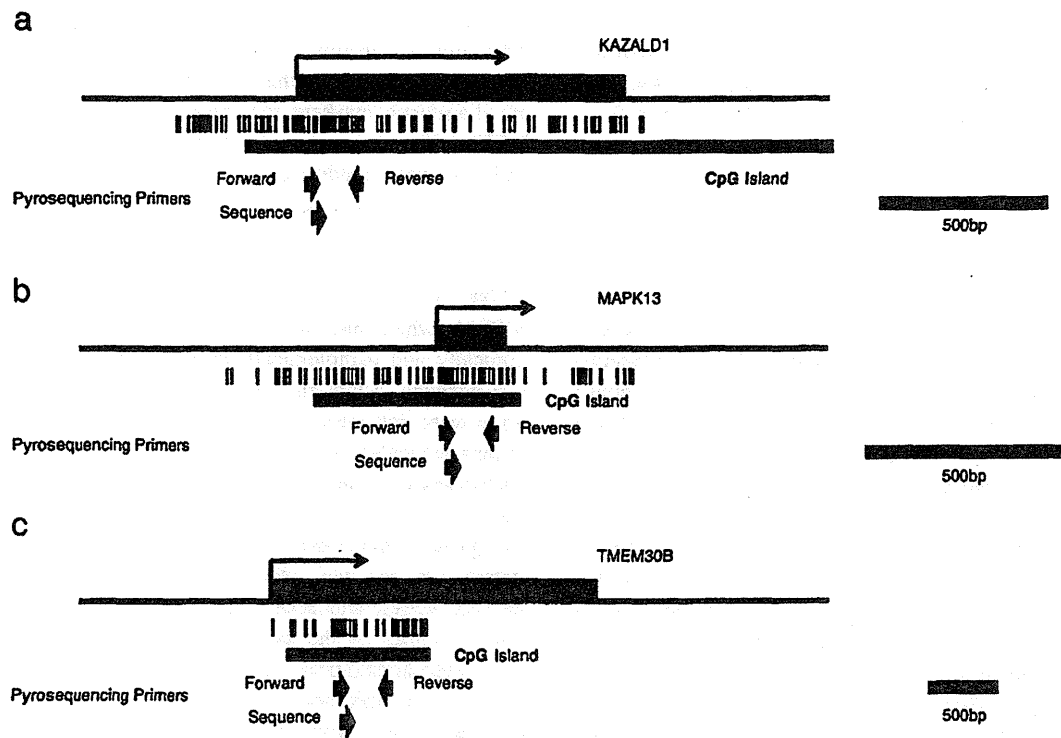 a
KAZALD1
Forward
Reverse
CpG Island
Pyrosequencing Primers
Sequence
500bp
b
MAPK13
CpG Island
Forward
Reverse
Pyrosequencing Primers
Sequence
500bp
c
TMEM30B
CpG Island
Forward
Reverse
Pyrosequencing Primers
Sequence
500bp